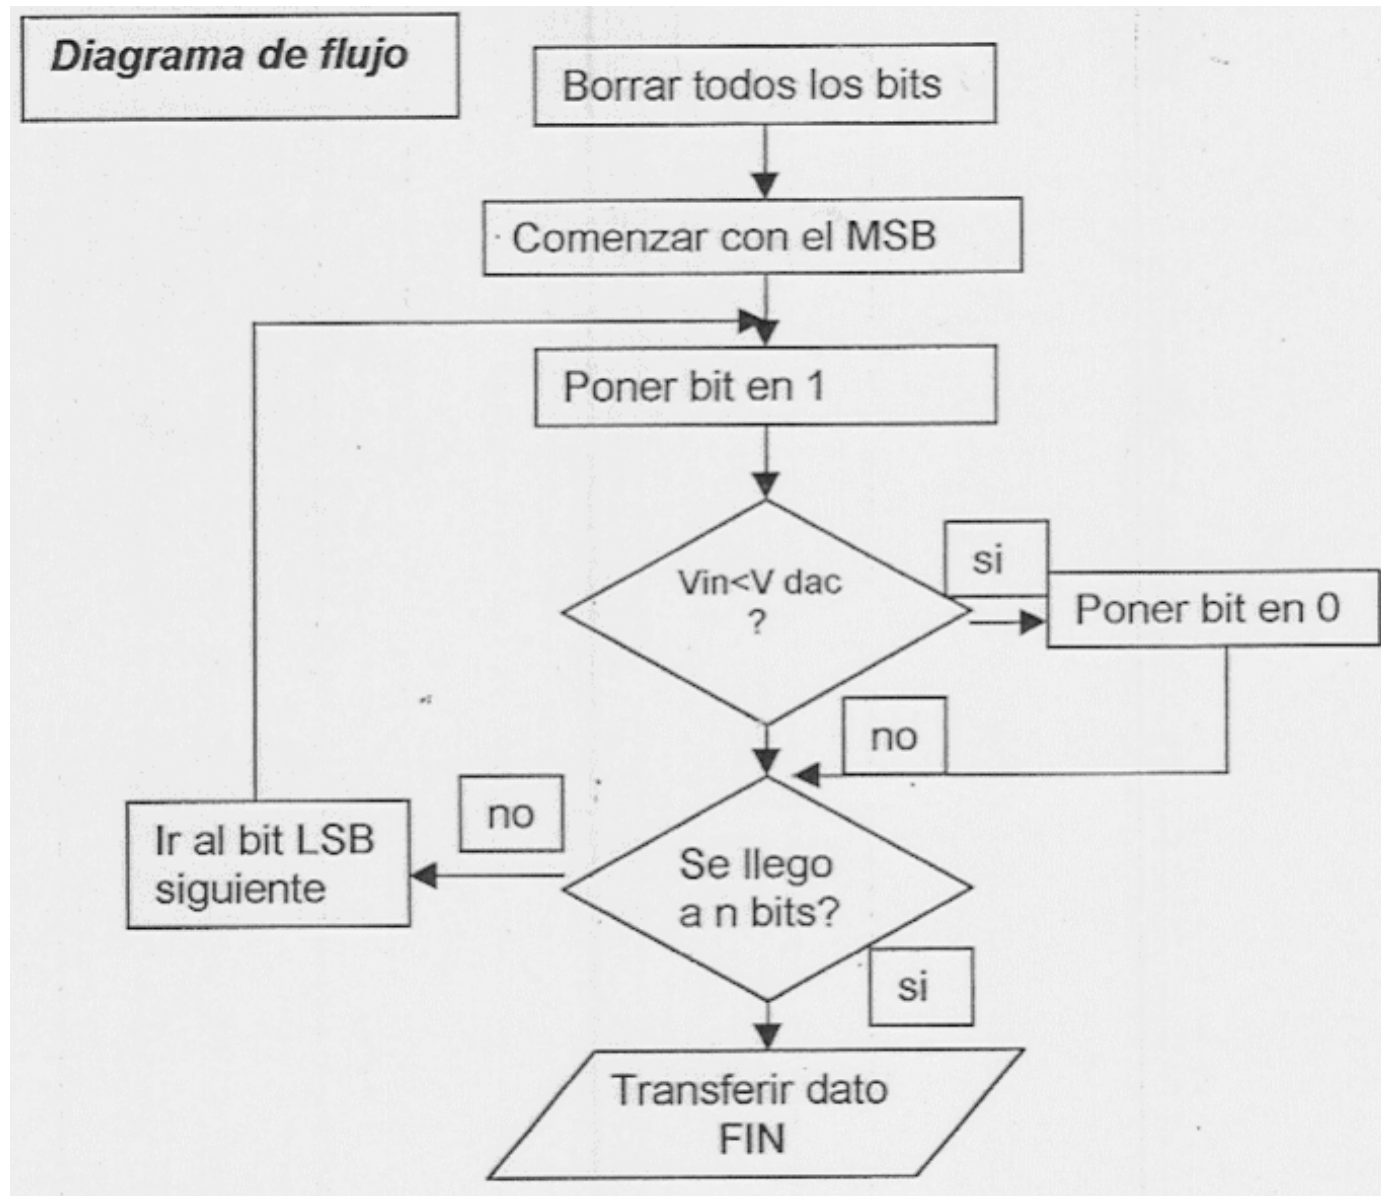 Diagrama de flujo
Borrar todos los bits
Comenzar con el MSB
Poner bit en 1
Vin<V dac
?
si
Poner bit en 0
no
Se llego
a n bits?
no
Ir al bit LSB
siguiente
si
Transferir dato
FIN